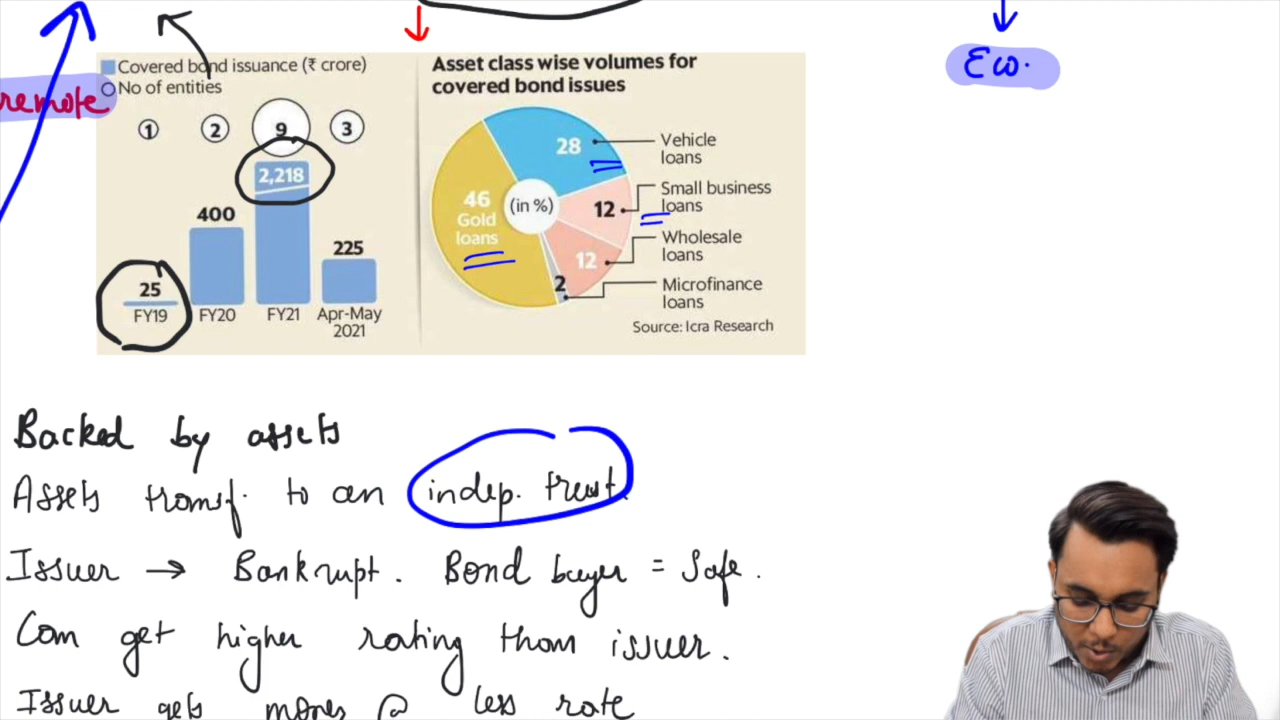 Eco.
remote
Covered bond issuance (₹ crore)
No of entities
1 2 9 3
25 400 2,218 225
FY19 FY20 FY21 Apr-May
2021
Asset class wise volumes for
covered bond issues
28
Vehicle
loans
12
Small business
loans
46
Gold
loans
(in %)
12
Wholesale
loans
2
Microfinance
loans
Source: Icra Research
Backed by assets
Assets transf. to an indep. trust.
Issuer → Bankrupt. Bond buyer = Safe.
Can get higher rating than issuer.
Issuer gets money @ less rate